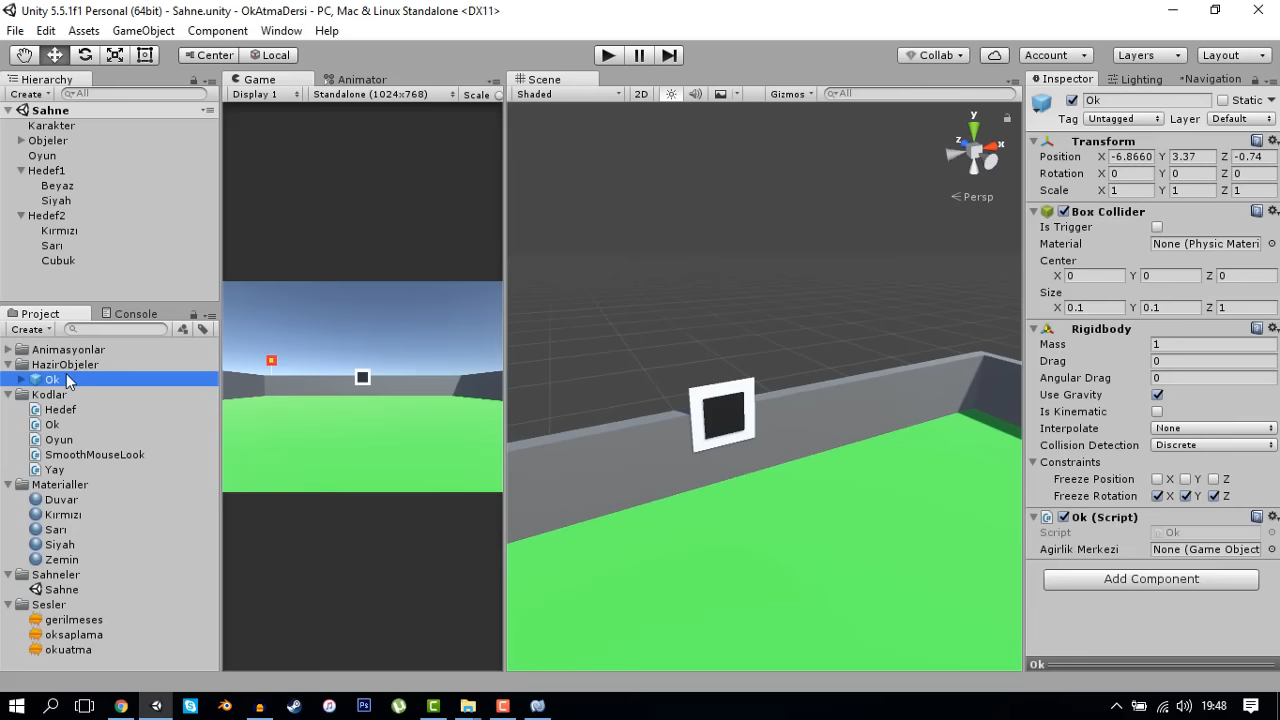 Unity 5.5.1f1 Personal (64bit) - Sahne.unity - OkAtmaDersi - PC, Mac & Linux Standalone <DX11>
File Edit Assets GameObject Component Window Help
Center Local Collab Account Layers Layout
Hierarchy
Create All
Sahne
Karakter
Objeler
Oyun
Hedef1
Beyaz
Siyah
Hedef2
Kırmızı
Sarı
Cubuk
Project Console
Create
Animasyonlar
HazirObjeler
Ok
Kodlar
Hedef
Ok
Oyun
SmoothMouseLook
Yay
Materialler
Duvar
Kırmızı
Sarı
Siyah
Zemin
Sahneler
Sahne
Sesler
gerilmeses
oksaplama
okuatma
Game Animator
Display 1 Standalone (1024x768) Scale
Scene
Shaded 2D Gizmos All
y
z x
Persp
Inspector Lighting Navigation
Ok Static
Tag Untagged Layer Default
Transform
Position X -6.8660 Y 3.37 Z -0.74
Rotation X 0 Y 0 Z 0
Scale X 1 Y 1 Z 1
Box Collider
Is Trigger
Material None (Physic Materi
Center
X 0 Y 0 Z 0
Size
X 0.1 Y 0.1 Z 1
Rigidbody
Mass 1
Drag 0
Angular Drag 0
Use Gravity
Is Kinematic
Interpolate None
Collision Detection Discrete
Constraints
Freeze Position X Y Z
Freeze Rotation X Y Z
Ok (Script)
Script Ok
Agirlik Merkezi None (Game Object
Add Component
Ok
19:48